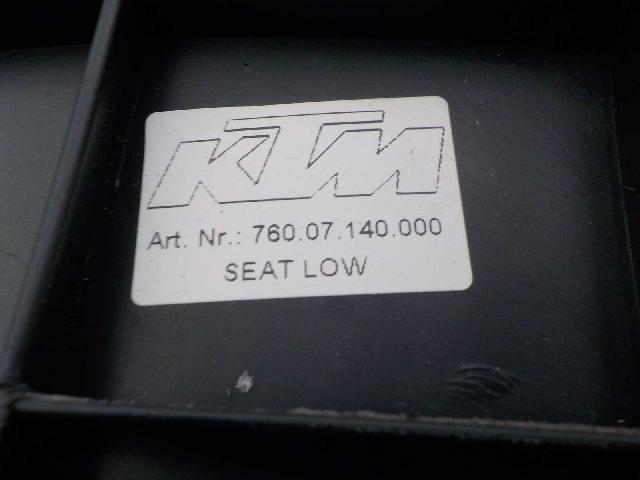 KTM
Art. Nr.: 760.07.140.000
SEAT LOW